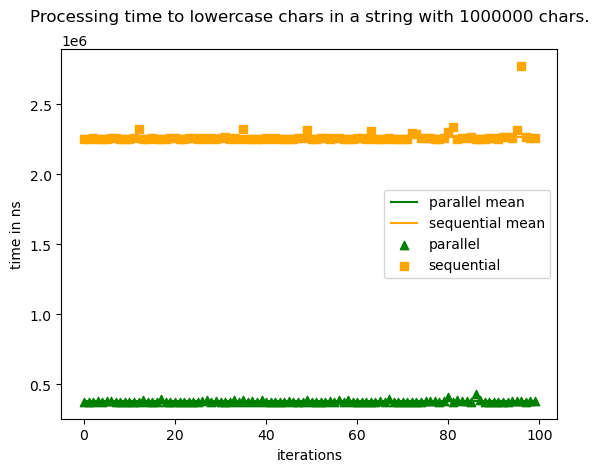 Processing time to lowercase chars in a string with 1000000 chars.
1e6
2.5
2.0
1.5
1.0
0.5
time in ns
parallel mean
sequential mean
parallel
sequential
0
20
40
60
80
100
iterations